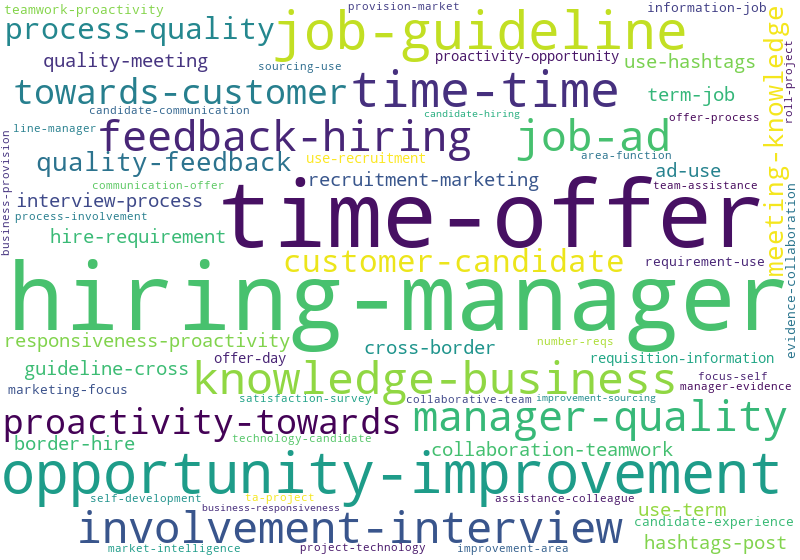 teamwork-proactivity
provision-market
information-job
process-quality
job-guideline
meeting-knowledge
roll-project
quality-meeting
sourcing-use
proactivity-opportunity
use-hashtags
towards-customer
time-time
term-job
candidate-communication
candidate-hiring
offer-process
line-manager
feedback-hiring
job-ad
business-provision
quality-feedback
use-recruitment
area-function
ad-use
communication-offer
recruitment-marketing
team-assistance
interview-process
time-offer
evidence-collaboration
process-involvement
hire-requirement
customer-candidate
requirement-use
hiring-manager
responsiveness-proactivity
cross-border
number-reqs
offer-day
requisition-information
guideline-cross
knowledge-business
focus-self
marketing-focus
manager-evidence
satisfaction-survey
collaborative-team
improvement-sourcing
proactivity-towards
manager-quality
border-hire
technology-candidate
collaboration-teamwork
opportunity-improvement
self-development
ta-project
assistance-colleague
business-responsiveness
use-term
involvement-interview
candidate-experience
hashtags-post
market-intelligence
project-technology
improvement-area